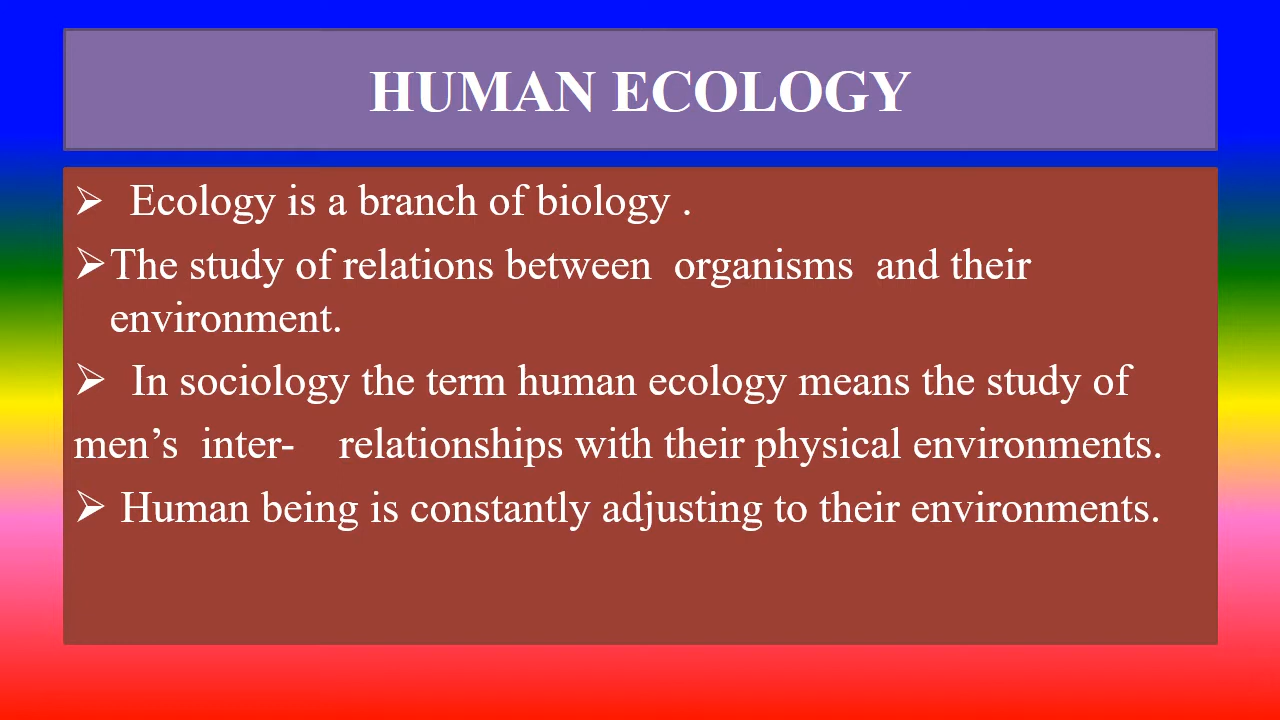 HUMAN ECOLOGY
➢ Ecology is a branch of biology .
➢ The study of relations between organisms and their
environment.
➢ In sociology the term human ecology means the study of
men’s inter- relationships with their physical environments.
➢ Human being is constantly adjusting to their environments.